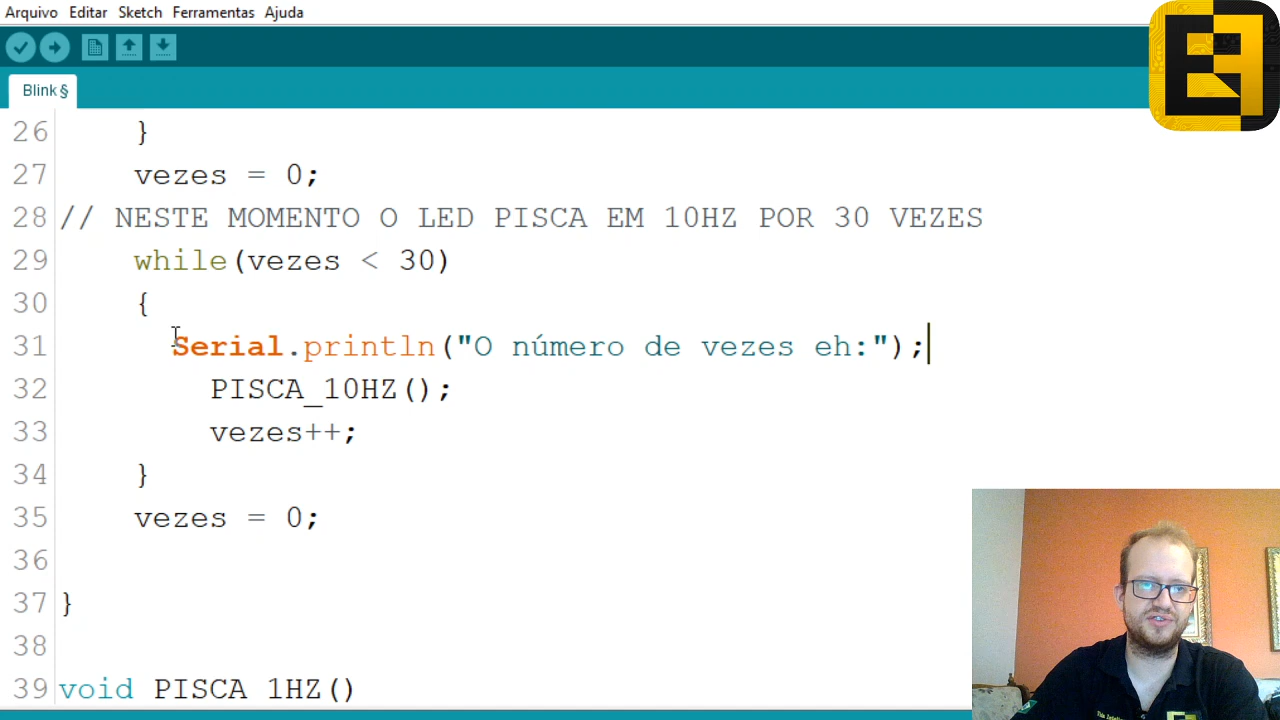 Arquivo Editar Sketch Ferramentas Ajuda
Blink §
26 }
27 vezes = 0;
28 // NESTE MOMENTO O LED PISCA EM 10HZ POR 30 VEZES
29 while(vezes < 30)
30 {
31 Serial.println("O número de vezes eh:");
32 PISCA_10HZ();
33 vezes++;
34 }
35 vezes = 0;
36
37 }
38
39 void PISCA 1HZ()